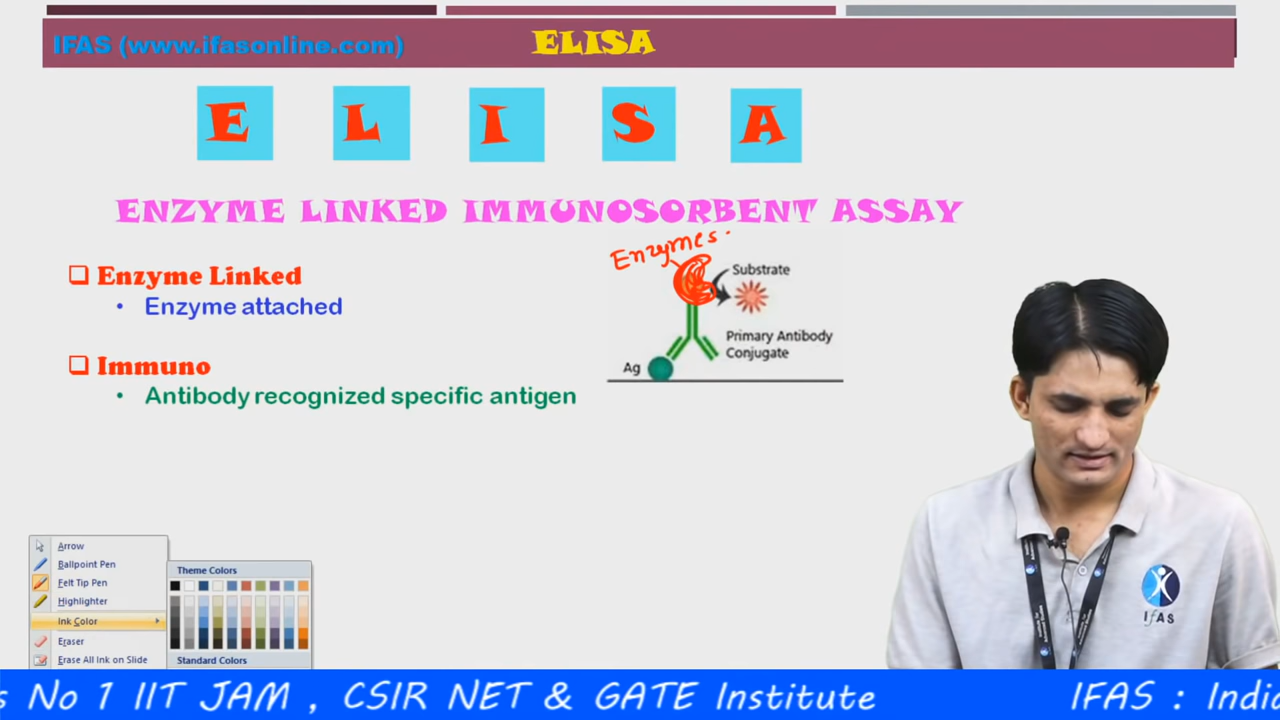 IFAS (www.ifasonline.com)
ELISA
E L I S A
ENZYME LINKED IMMUNOSORBENT ASSAY
Enzymes
❑ Enzyme Linked
• Enzyme attached
Substrate
Primary Antibody
Conjugate
Ag
❑ Immuno
• Antibody recognized specific antigen
Arrow
Ballpoint Pen
Felt Tip Pen
Highlighter
Ink Color
Eraser
Erase All Ink on Slide
Theme Colors
Standard Colors
IfAS
s No 1 IIT JAM , CSIR NET & GATE Institute
IFAS : India